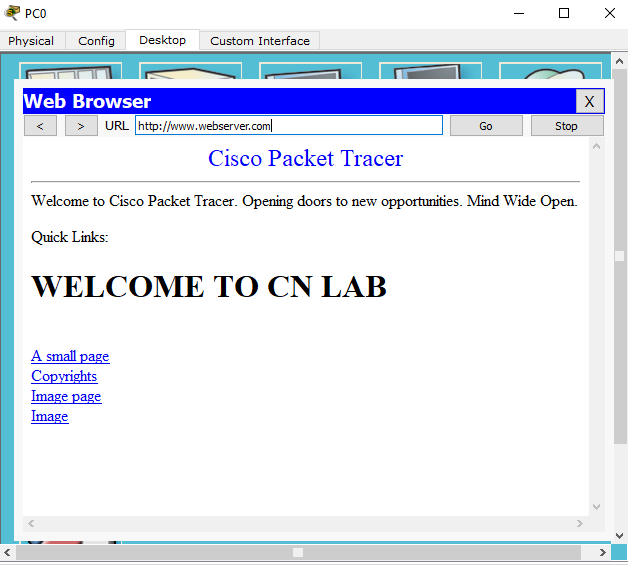 PC0
Physical Config Desktop Custom Interface
Web Browser X
< > URL http://www.webserver.com Go Stop
Cisco Packet Tracer
Welcome to Cisco Packet Tracer. Opening doors to new opportunities. Mind Wide Open.
Quick Links:
WELCOME TO CN LAB
A small page
Copyrights
Image page
Image